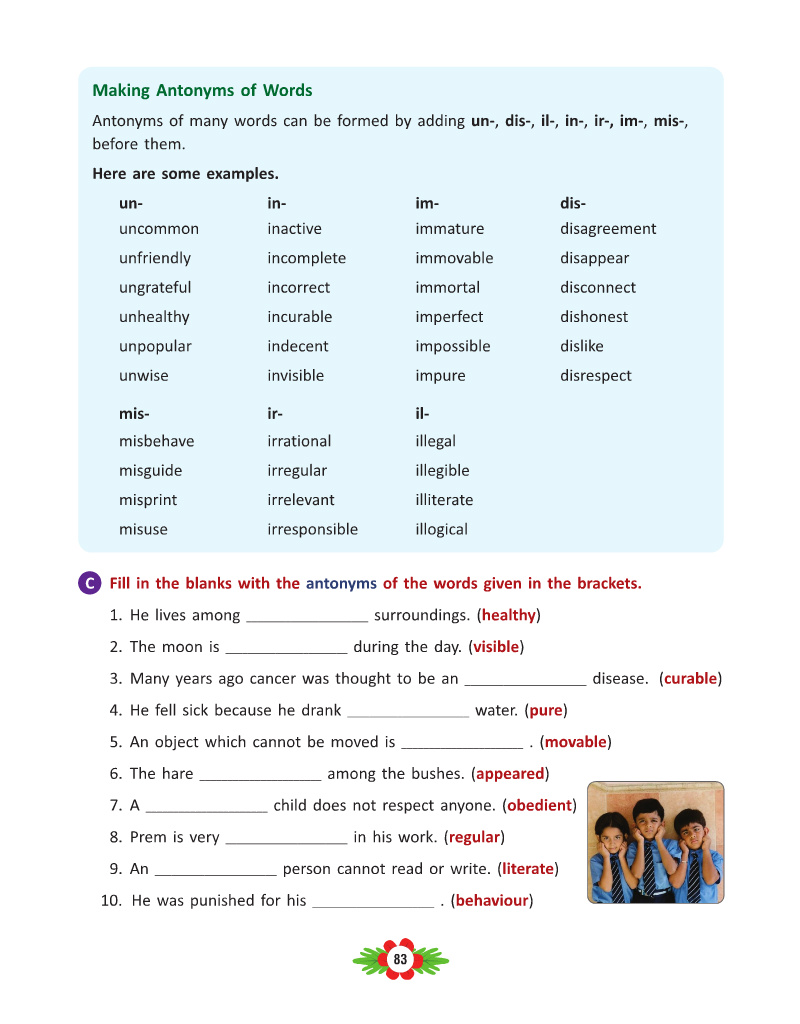 Making Antonyms of Words
Antonyms of many words can be formed by adding un-, dis-, il-, in-, ir-, im-, mis-,
before them.
Here are some examples.
un- in- im- dis-
uncommon inactive immature disagreement
unfriendly incomplete immovable disappear
ungrateful incorrect immortal disconnect
unhealthy incurable imperfect dishonest
unpopular indecent impossible dislike
unwise invisible impure disrespect
mis- ir- il-
misbehave irrational illegal
misguide irregular illegible
misprint irrelevant illiterate
misuse irresponsible illogical
C Fill in the blanks with the antonyms of the words given in the brackets.
1. He lives among _______________ surroundings. (healthy)
2. The moon is _______________ during the day. (visible)
3. Many years ago cancer was thought to be an _______________ disease. (curable)
4. He fell sick because he drank _______________ water. (pure)
5. An object which cannot be moved is _______________ . (movable)
6. The hare _______________ among the bushes. (appeared)
7. A _______________ child does not respect anyone. (obedient)
8. Prem is very _______________ in his work. (regular)
9. An _______________ person cannot read or write. (literate)
10. He was punished for his _______________ . (behaviour)
83